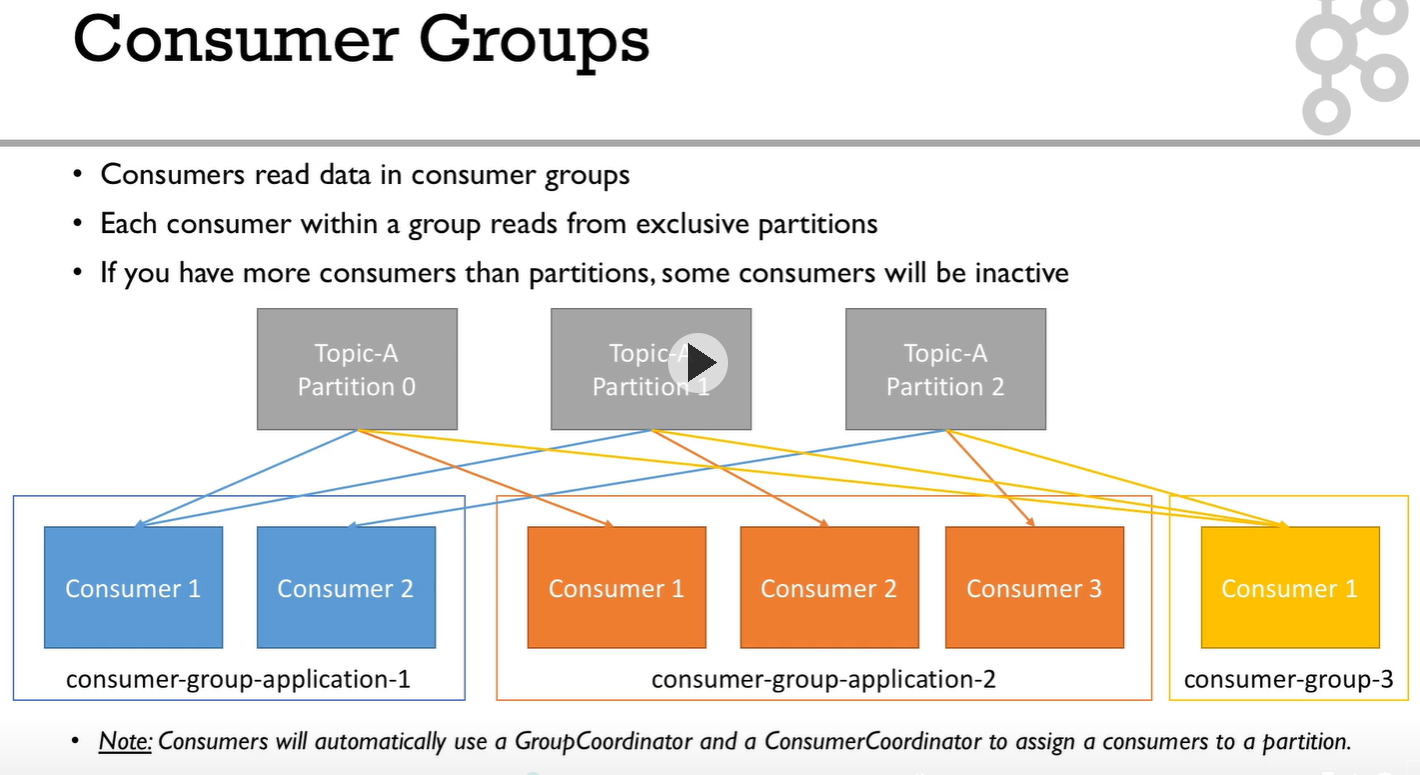 Consumer Groups
• Consumers read data in consumer groups
• Each consumer within a group reads from exclusive partitions
• If you have more consumers than partitions, some consumers will be inactive
Topic-A
Partition 0
Topic-A
Partition 1
Topic-A
Partition 2
Consumer 1
Consumer 2
consumer-group-application-1
Consumer 1
Consumer 2
Consumer 3
consumer-group-application-2
Consumer 1
consumer-group-3
• Note: Consumers will automatically use a GroupCoordinator and a ConsumerCoordinator to assign a consumers to a partition.